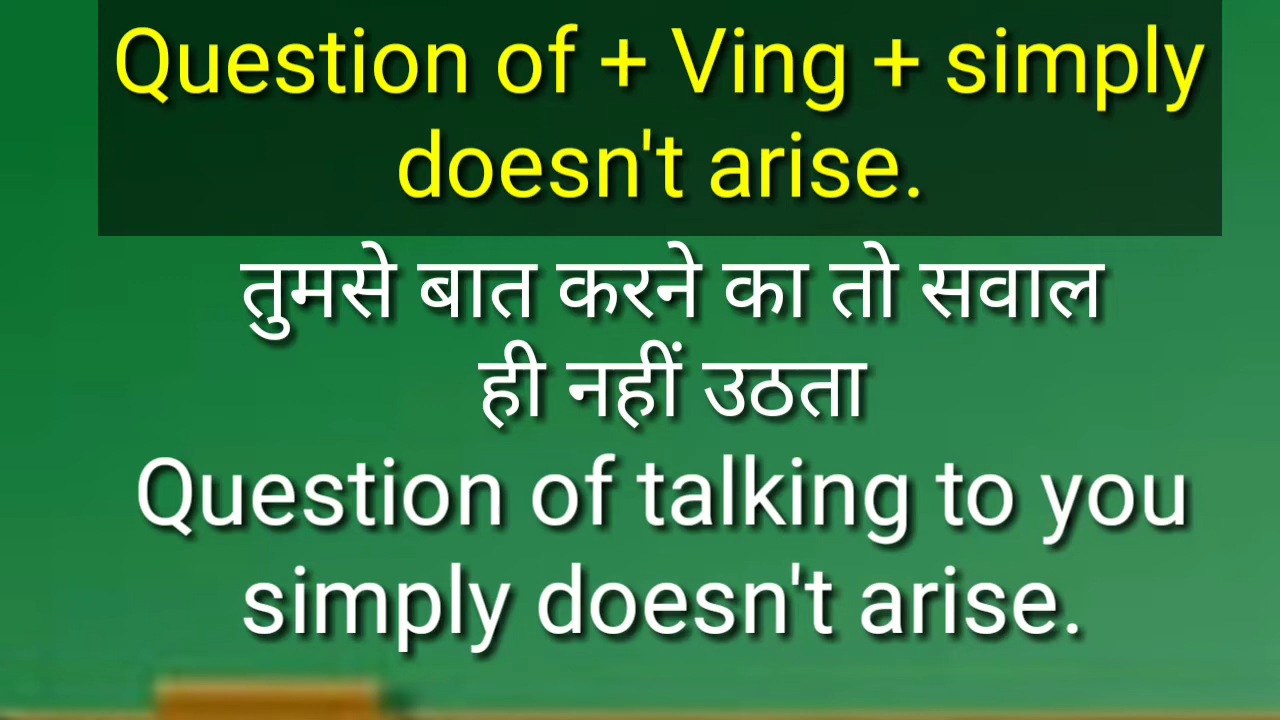 Question of + Ving + simply
doesn't arise.
तुमसे बात करने का तो सवाल
ही नहीं उठता
Question of talking to you
simply doesn't arise.